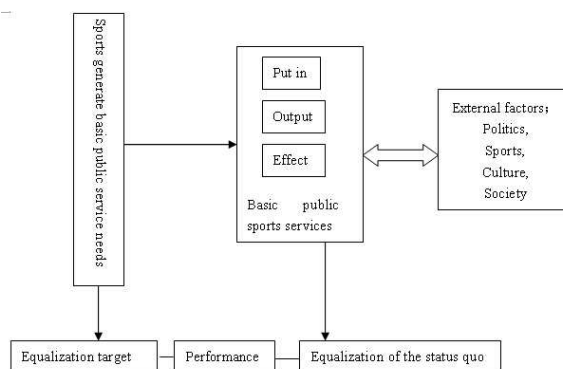 Sports generate basic public service needs
Put in
Output
Effect
Basic public
sports services
External factors;
Politics,
Sports,
Culture,
Society
Equalization target
Performance
Equalization of the status quo